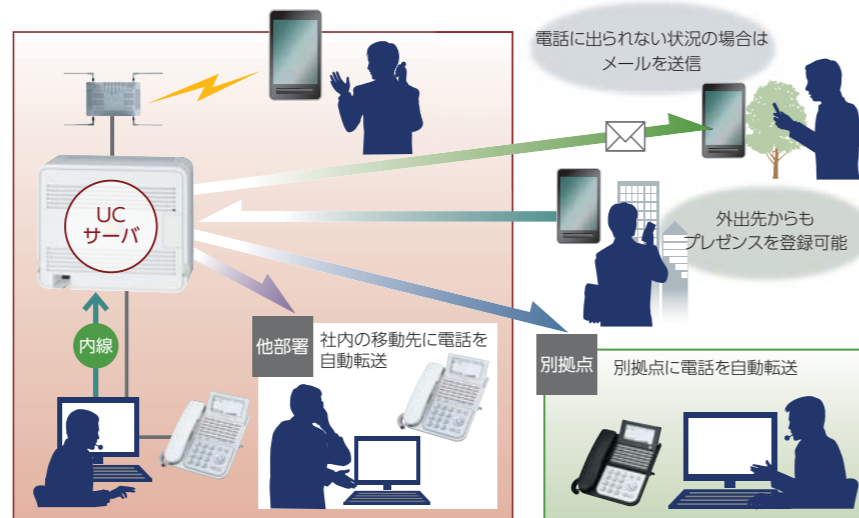 電話に出られない状況の場合は
メールを送信
UC
サーバ
外出先からも
プレゼンスを登録可能
内線
他部署
社内の移動先に電話を
自動転送
別拠点
別拠点に電話を自動転送